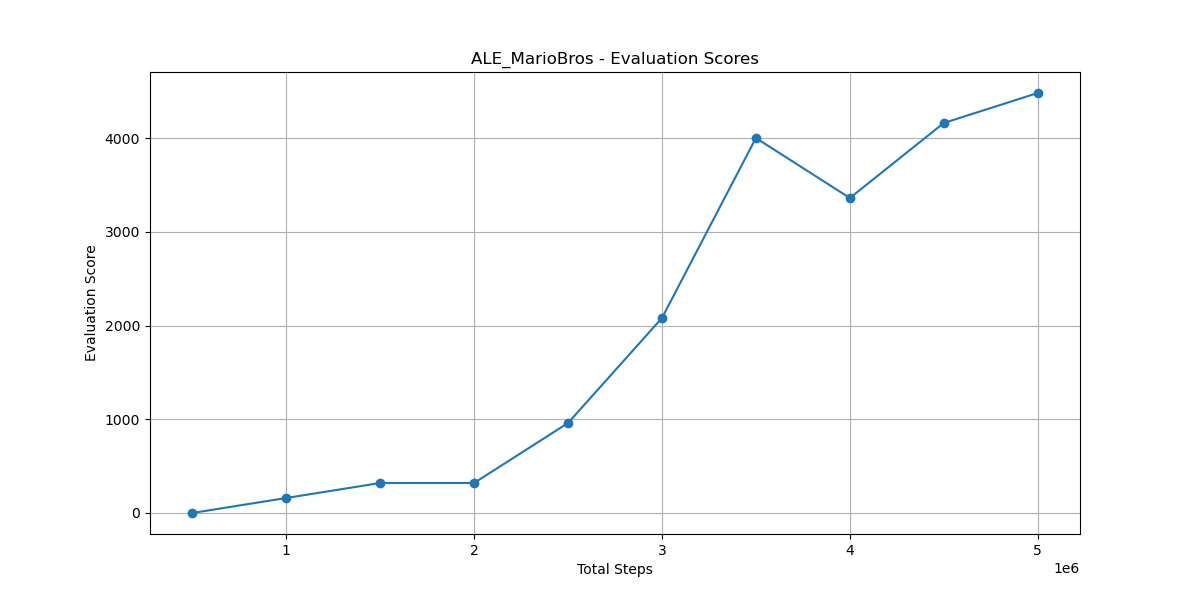 ALE_MarioBros - Evaluation Scores
Evaluation Score
4000
3000
2000
1000
0
1 2 3 4 5
1e6
Total Steps